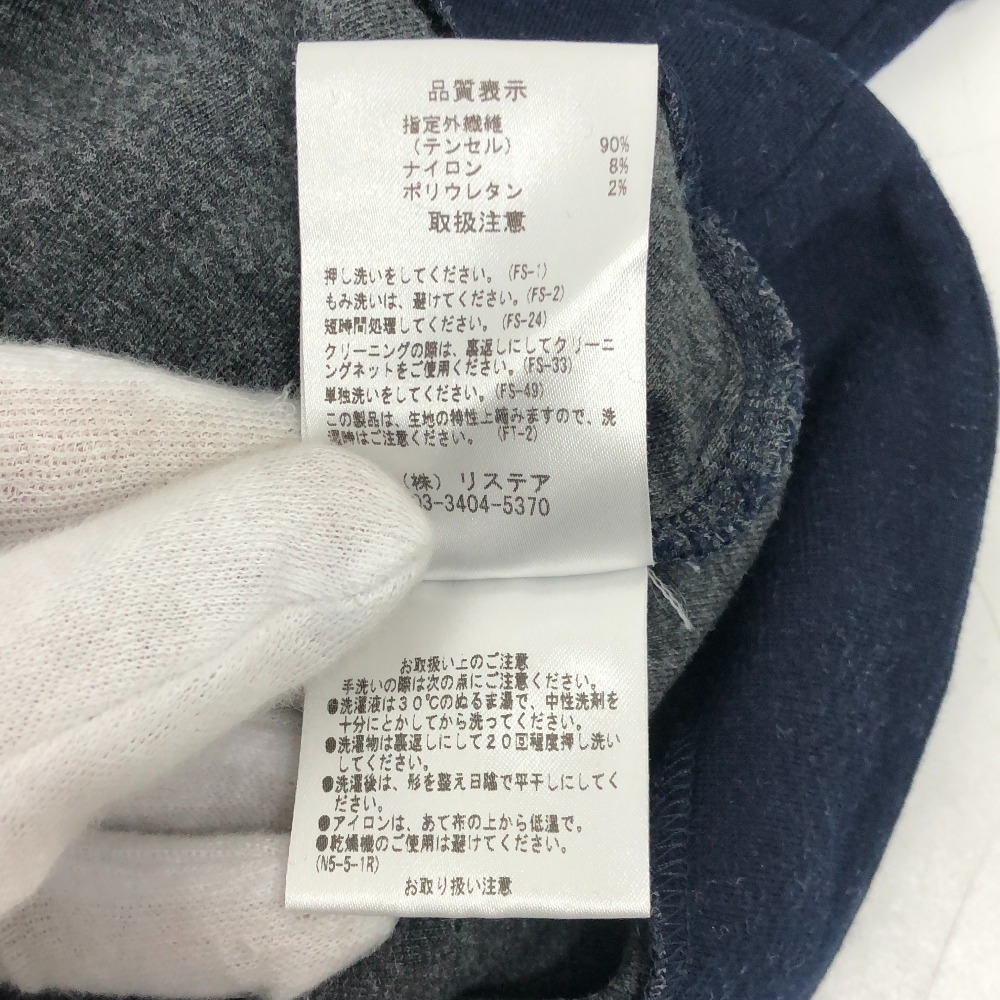 品質表示
指定外繊維
(テンセル) 90%
ナイロン 8%
ポリウレタン 2%
取扱注意
押し洗いをしてください。(FS-1)
もみ洗いは、避けてください。(FS-2)
短時間処理してください。(FS-24)
クリーニングの際は、裏返しにしてクリーニ
ングネットをご使用ください。(FS-33)
単独洗いをしてください。(FS-49)
この製品は、生地の特性上縮みますので、洗
濯時はご注意ください。 (FT-2)
(株) リステア
03-3404-5370
お取扱い上のご注意
手洗いの際は次の点にご注意ください。
●洗濯液は30℃のぬるま湯で、中性洗剤を
十分にとかしてから洗ってください。
●洗濯物は裏返しにして20回程度押し洗い
してください。
●洗濯後は、形を整え日陰で平干しにしてく
ださい。
●アイロンは、あて布の上から低温で。
●乾燥機のご使用は避けてください。
(N5-5-1R)
お取り扱い注意